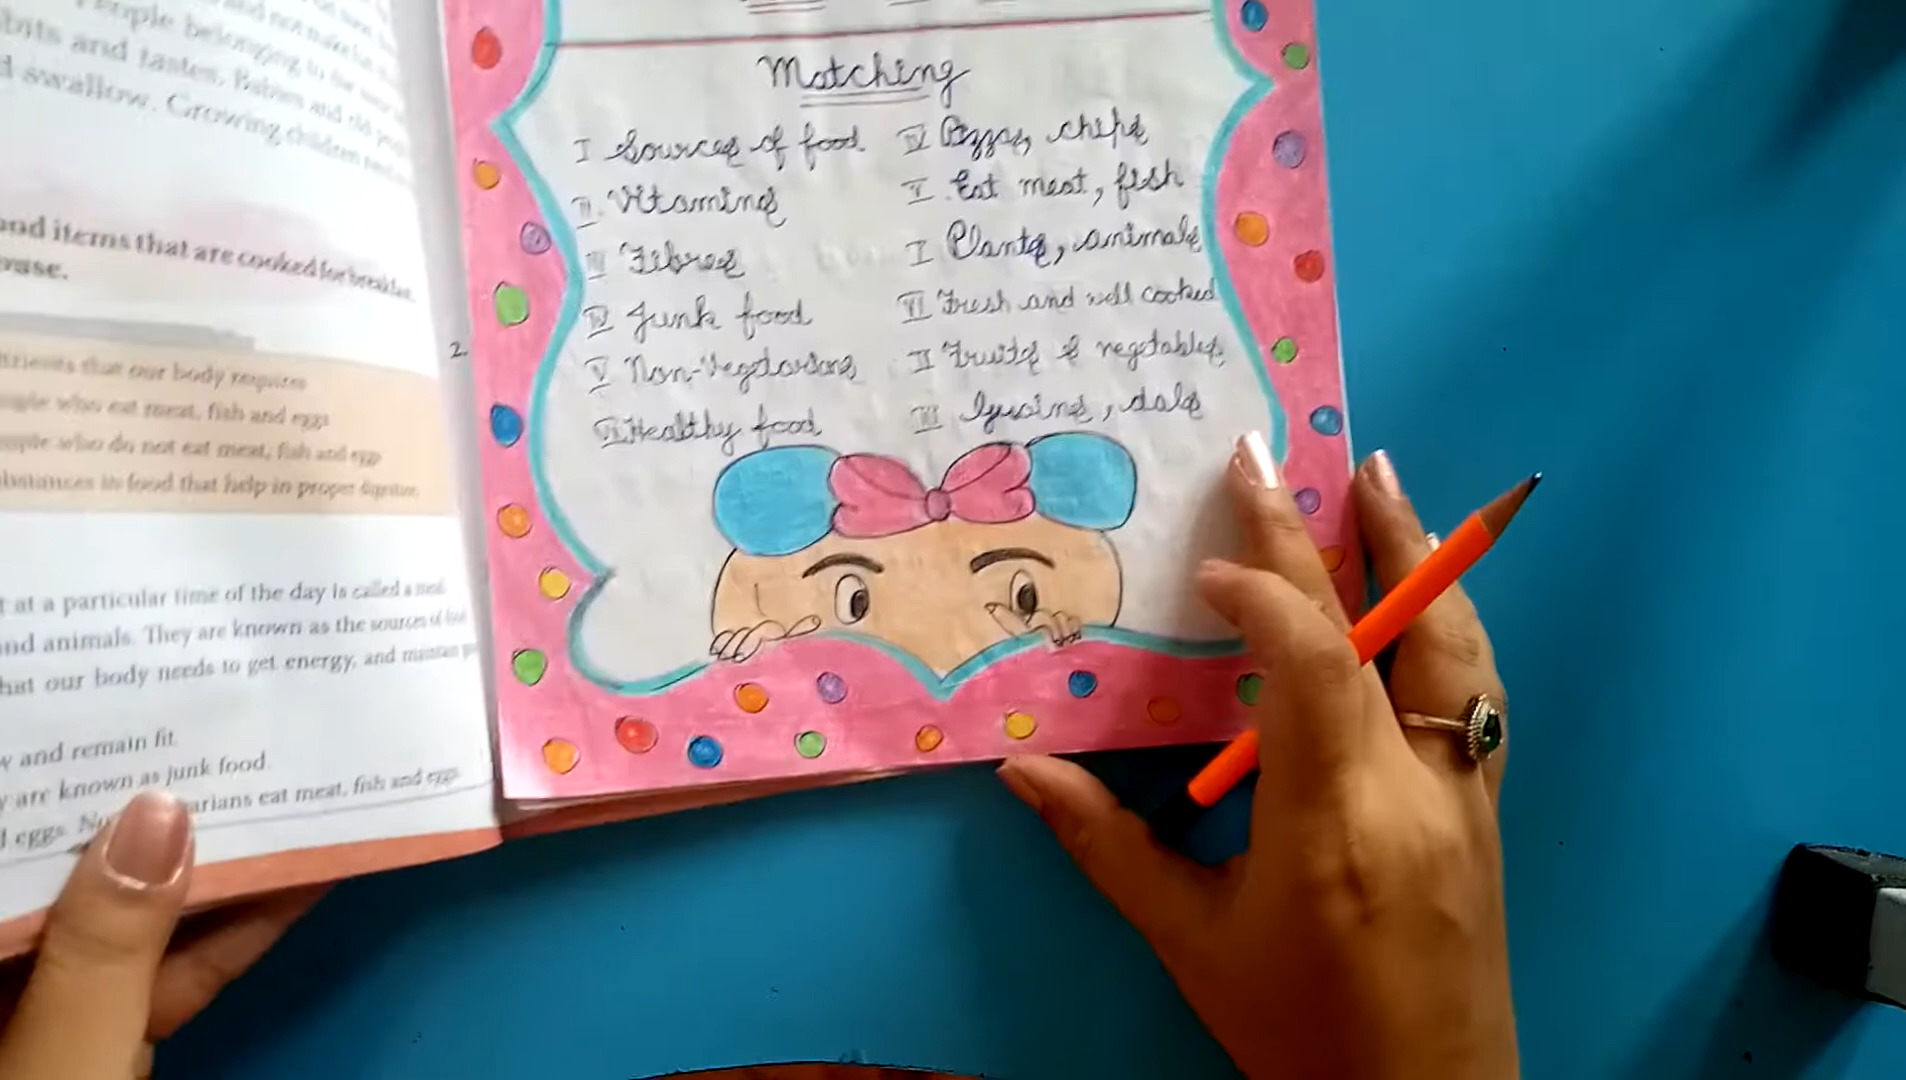 People belonging to
bits and tastes. Babies and old
d swallow. Growing children
ood items that are cooked for breakfast,
ouse.
trients that our body requires
ople who eat meat, fish and eggs
ople who do not eat meat, fish and egg
bstances in food that help in proper digestion.
t at a particular time of the day is called a meal
nd animals. They are known as the sources of food
hat our body needs to get energy, and maintain
y and remain fit.
y are known as junk food.
d eggs. No arians eat meat, fish and eggs.
2.
Matching
I Sources of food IV Pizzas, chips
II. Vitamins V. Eat meat, fish
III Fibres I Plants, animals
IV Junk food VI Fresh and well cooked
V Non-Vegetarians II Fruits & vegetables
VI Healthy food III Grains, dals